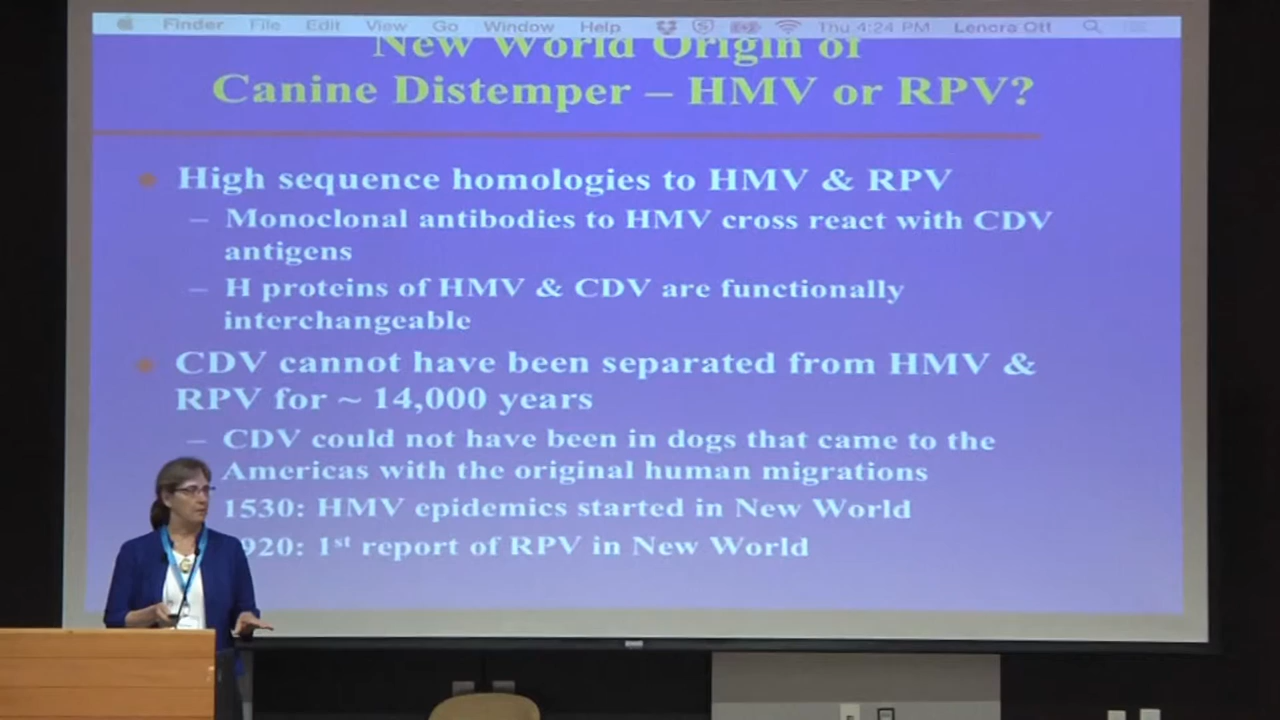 Finder File Edit View Go Window Help Thu 4:24 PM Lenora Ott
New World Origin of
Canine Distemper – HMV or RPV?
High sequence homologies to HMV & RPV
– Monoclonal antibodies to HMV cross react with CDV
antigens
– H proteins of HMV & CDV are functionally
interchangeable
CDV cannot have been separated from HMV &
RPV for ~ 14,000 years
– CDV could not have been in dogs that came to the
Americas with the original human migrations
1530: HMV epidemics started in New World
920: 1st report of RPV in New World